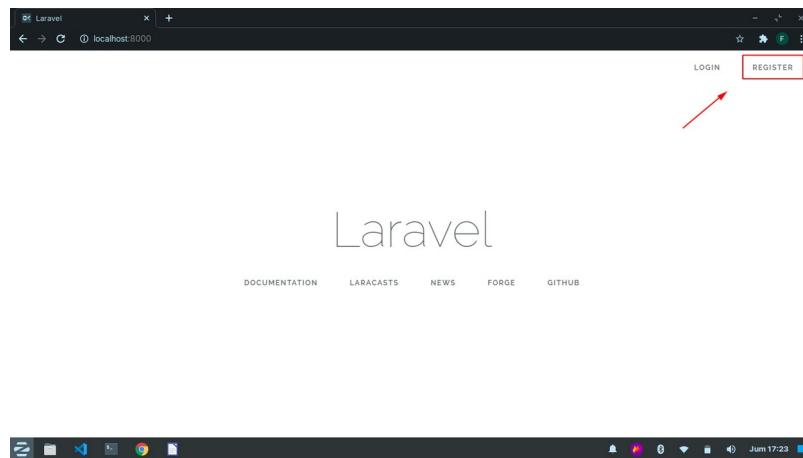 Laravel
localhost:8000
F
LOGIN REGISTER
Laravel
DOCUMENTATION LARACASTS NEWS FORGE GITHUB
Jum 17:23